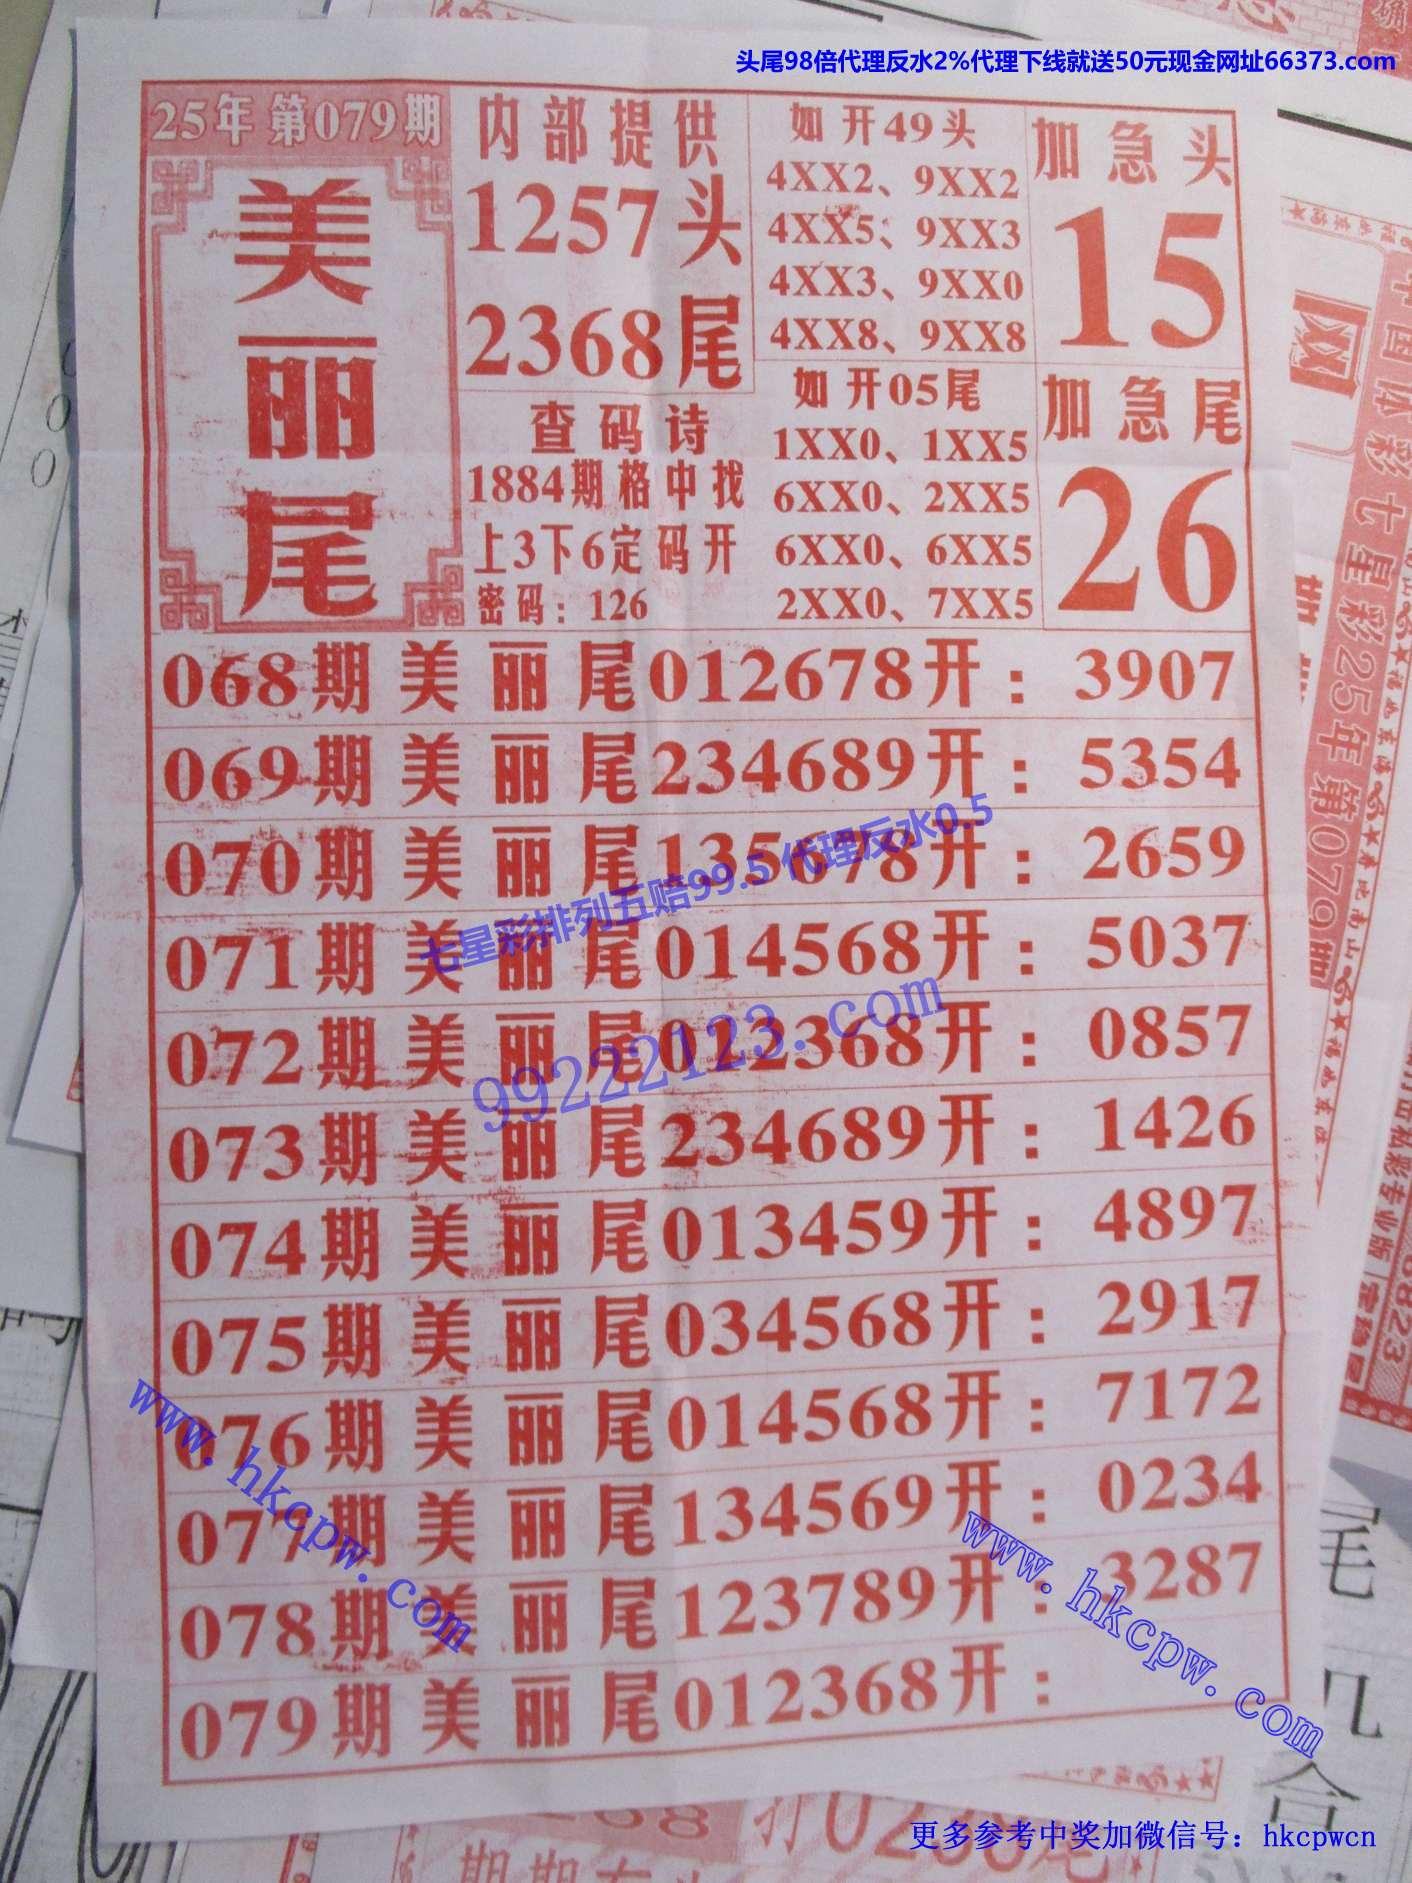 头尾98倍代理反水2%代理下线就送50元现金网址66373.com
25年 第079期
美丽尾
内部提供
1257头
2368尾
查码诗
1884期格中找
上3下6定码开
密码：126
如开49头
4XX2、9XX2
4XX5、9XX3
4XX3、9XX0
4XX8、9XX8
如开05尾
1XX0、1XX5
6XX0、2XX5
6XX0、6XX5
2XX0、7XX5
加急头
15
加急尾
26
068期美丽尾012678开：3907
069期美丽尾234689开：5354
070期美丽尾135678开：2659
071期美丽尾014568开：5037
072期美丽尾012368开：0857
073期美丽尾234689开：1426
074期美丽尾013459开：4897
075期美丽尾034568开：2917
076期美丽尾014568开：7172
077期美丽尾134569开：0234
078期美丽尾123789开：3287
079期美丽尾012368开：
七星彩排列五赔99.5 代理反水0.5
99222123.com
www.hkcpw.com
www.hkcpw.com
中国体彩七星彩25年第079期
更多参考中奖加微信号：hkcpwcn